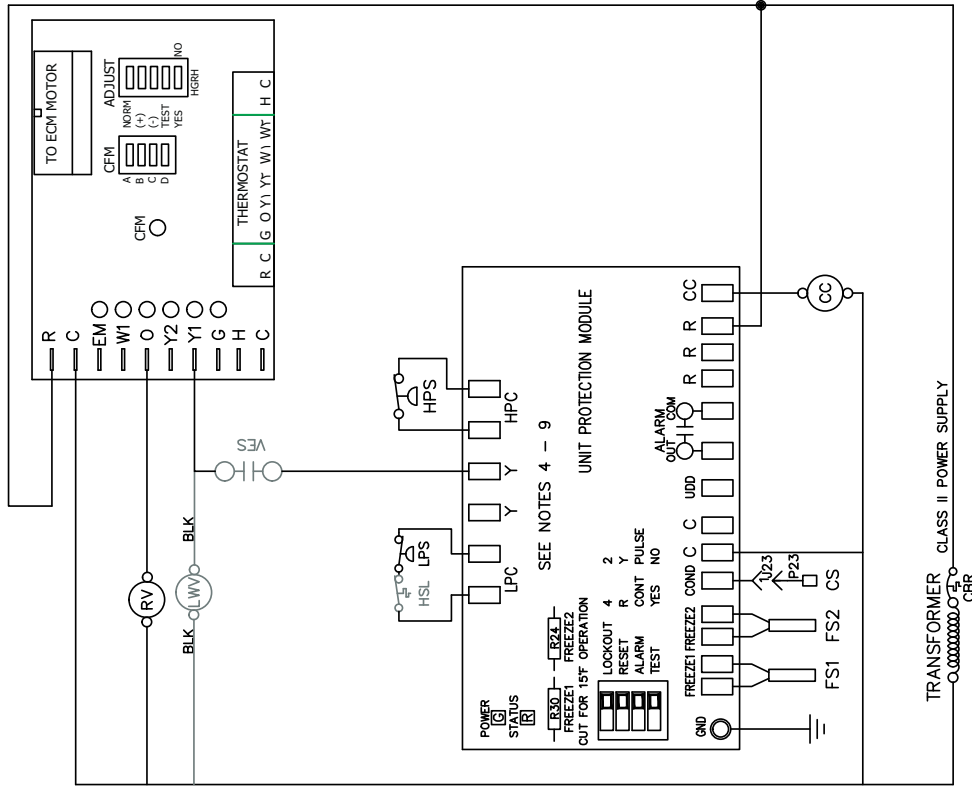 TO ECM MOTOR
ADJUST
NO
HGRH
NORM
(+)
(-)
TEST
YES
CFM
A
B
C
D
CFM
THERMOSTAT
R C
G O Y1 Y2 W1 W2
H C
R
C
EM
W1
O
Y2
Y1
G
H
C
VES
BLK
BLK
RV
LWV
HPS
HPC
Y
Y
LPS
HSL
LPC
SEE NOTES 4 - 9
UNIT PROTECTION MODULE
CC
R
R
R
ALARM
OUT COM
UDD
C
C
COND
FREEZE2
FREEZE1
GND
POWER
G
STATUS
R
R30
FREEZE1
R24
FREEZE2
CUT FOR 15°F OPERATION
LOCKOUT 4 2
RESET R Y
ALARM CONT PULSE
TEST YES NO
CC
U23
P23
CS
FS2
FS1
TRANSFORMER
CLASS II POWER SUPPLY
CBR